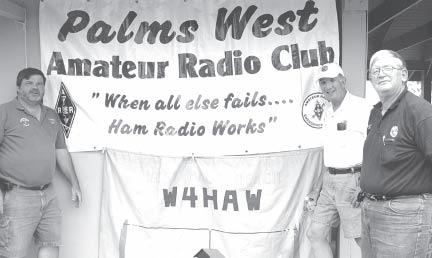 Palms West
Amateur Radio Club
"When all else fails....
Ham Radio Works"
W4HAW